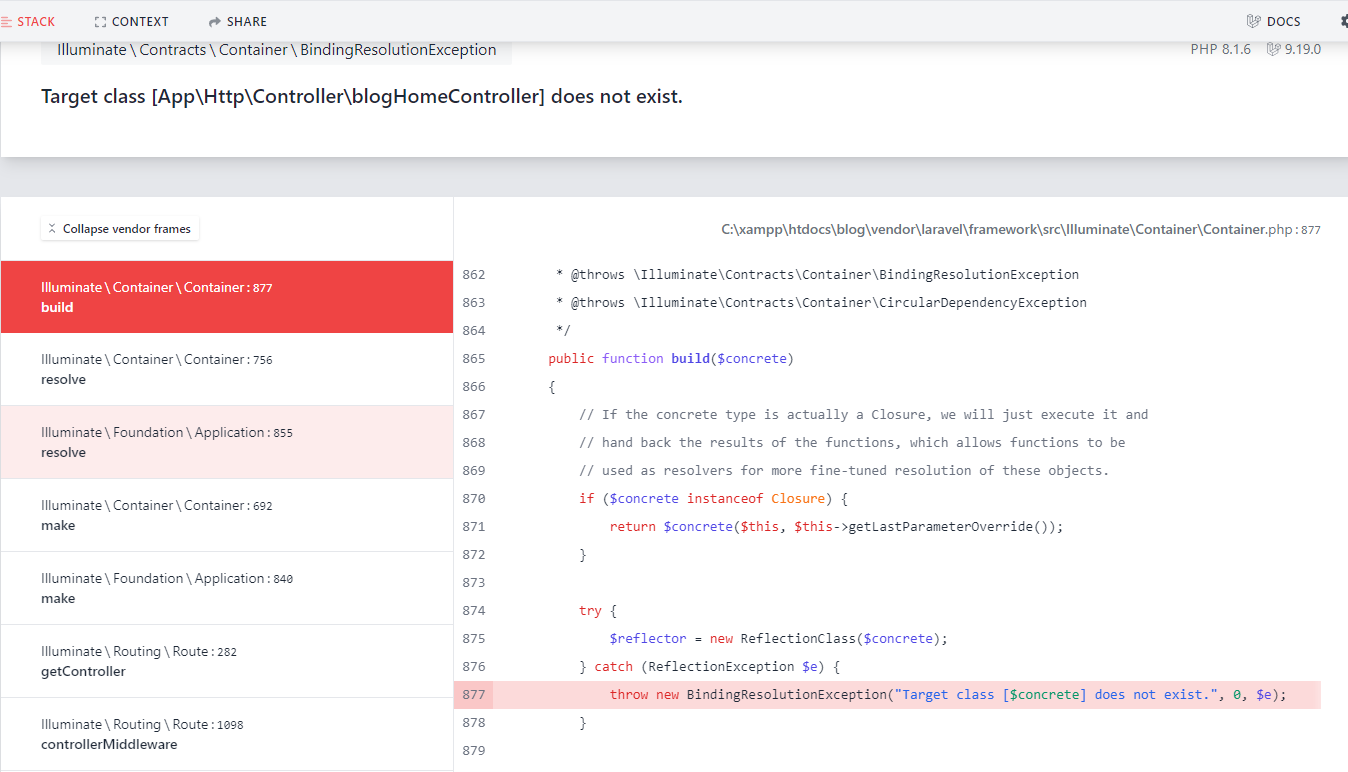 STACK CONTEXT SHARE DOCS
Illuminate \ Contracts \ Container \ BindingResolutionException
PHP 8.1.6 9.19.0
Target class [App\Http\Controller\blogHomeController] does not exist.
Collapse vendor frames
Illuminate \ Container \ Container : 877
build
Illuminate \ Container \ Container : 756
resolve
Illuminate \ Foundation \ Application : 855
resolve
Illuminate \ Container \ Container : 692
make
Illuminate \ Foundation \ Application : 840
make
Illuminate \ Routing \ Route : 282
getController
Illuminate \ Routing \ Route : 1098
controllerMiddleware
C:\xampp\htdocs\blog\vendor\laravel\framework\src\Illuminate\Container\Container.php : 877
862 * @throws \Illuminate\Contracts\Container\BindingResolutionException
863 * @throws \Illuminate\Contracts\Container\CircularDependencyException
864 */
865 public function build($concrete)
866 {
867 // If the concrete type is actually a Closure, we will just execute it and
868 // hand back the results of the functions, which allows functions to be
869 // used as resolvers for more fine-tuned resolution of these objects.
870 if ($concrete instanceof Closure) {
871 return $concrete($this, $this->getLastParameterOverride());
872 }
873
874 try {
875 $reflector = new ReflectionClass($concrete);
876 } catch (ReflectionException $e) {
877 throw new BindingResolutionException("Target class [$concrete] does not exist.", 0, $e);
878 }
879